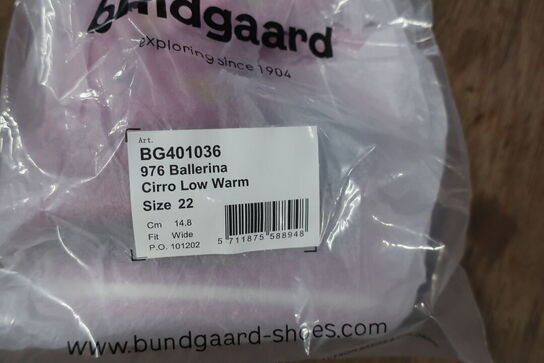 bundgaard
exploring since 1904
Art.
BG401036
976 Ballerina
Cirro Low Warm
Size 22
Cm 14.8
Fit Wide
P.O. 101202
5 711875 588948
www.bundgaard-shoes.com